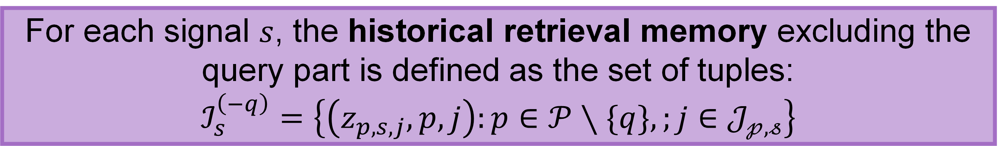 For each signal 𝑠, the historical retrieval memory excluding the
query part is defined as the set of tuples:
ℐ_𝑠^(−𝑞) = {(𝑧_{𝑝,𝑠,𝑗}, 𝑝, 𝑗): 𝑝 ∈ 𝒫 \ {𝑞}, ; 𝑗 ∈ 𝒥_{𝓅,𝓈}}